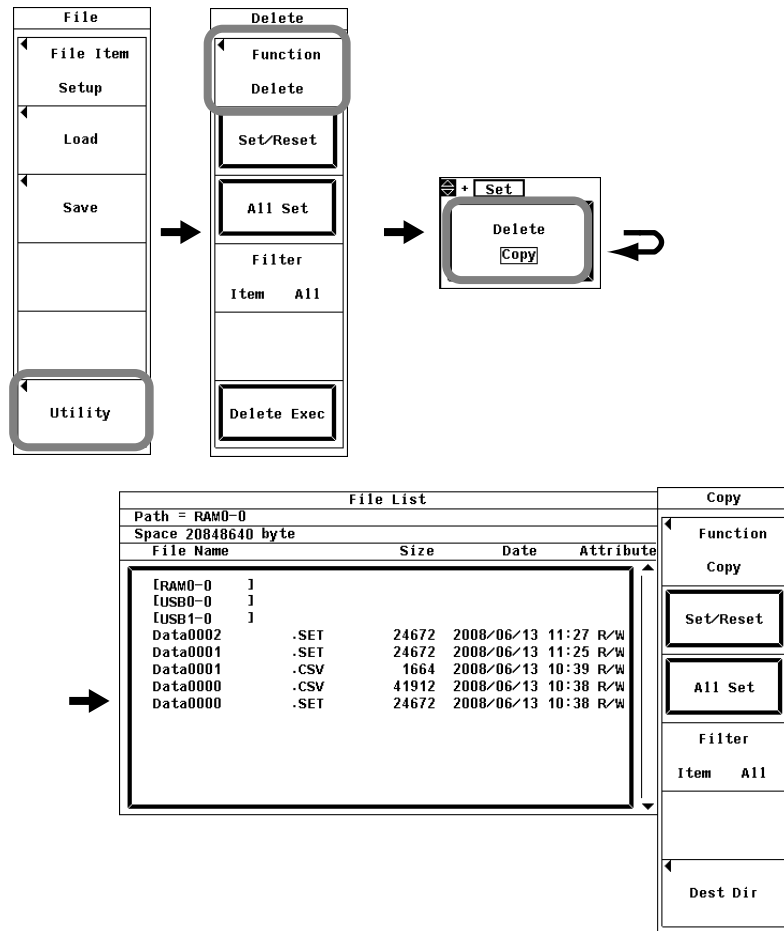 File
File Item
Setup
Load
Save
Utility
Delete
Function
Delete
Set/Reset
All Set
Filter
Item All
Delete Exec
+ Set
Delete
Copy
File List
Path = RAM0-0
Space 20848640 byte
File Name Size Date Attribute
[RAM0-0 ]
[USB0-0 ]
[USB1-0 ]
Data0002 .SET 24672 2008/06/13 11:27 R/W
Data0001 .SET 24672 2008/06/13 11:25 R/W
Data0001 .CSV 1664 2008/06/13 10:39 R/W
Data0000 .CSV 41912 2008/06/13 10:38 R/W
Data0000 .SET 24672 2008/06/13 10:38 R/W
Copy
Function
Copy
Set/Reset
All Set
Filter
Item All
Dest Dir